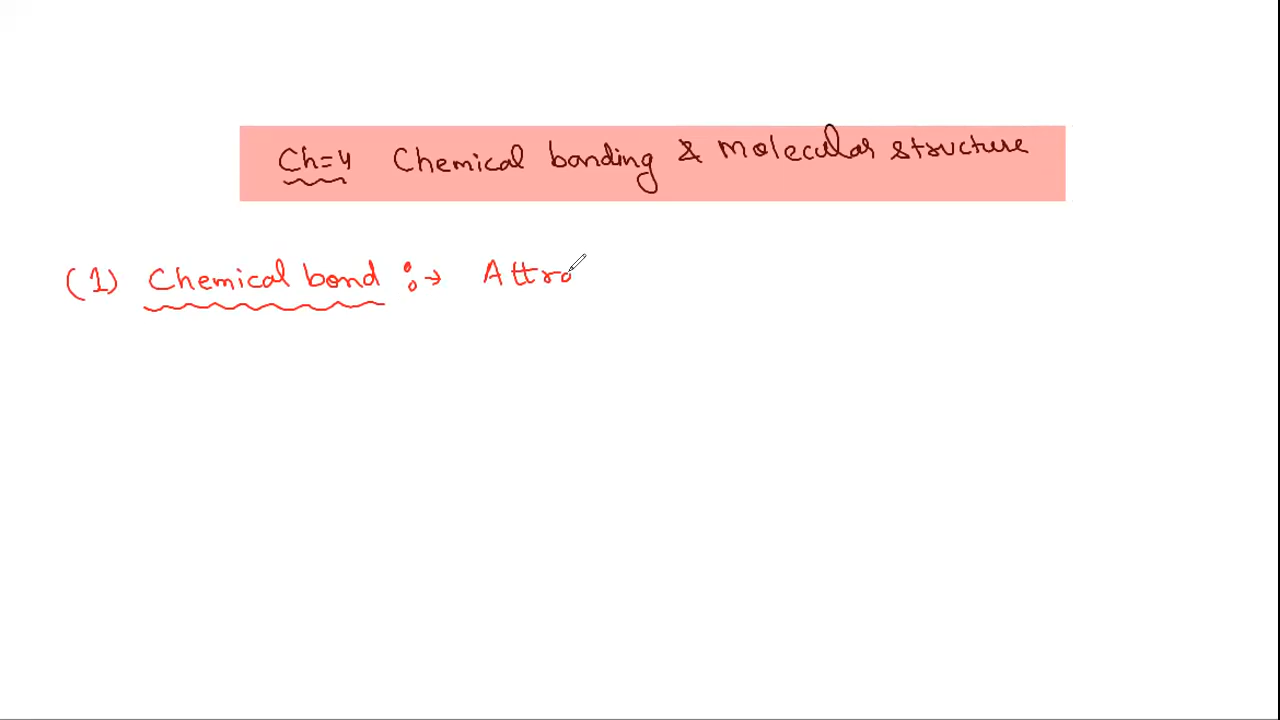 Ch=4 Chemical bonding & Molecular structure
(1) Chemical bond :→ Attra